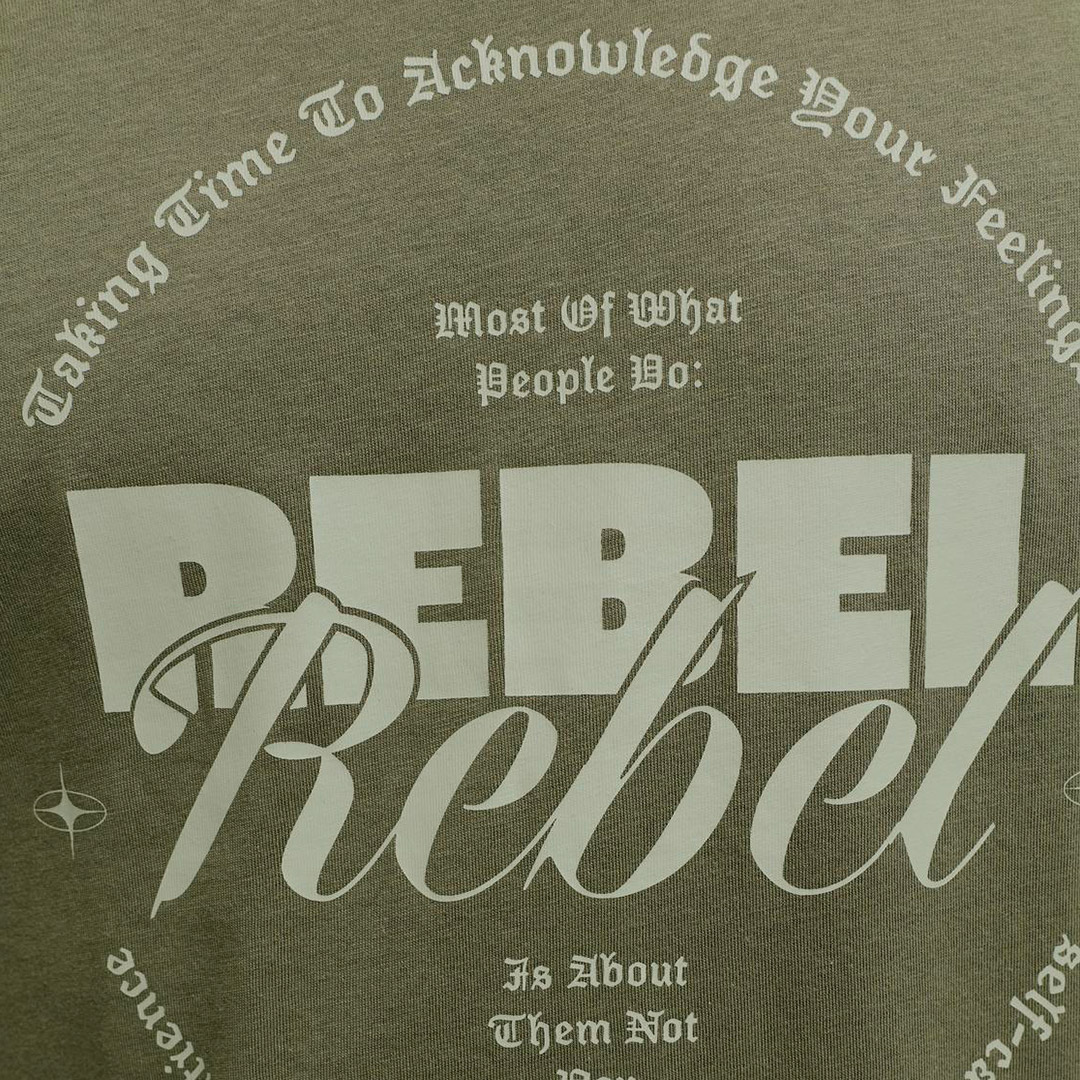 Taking Time To Acknowledge Your Feelings
Most Of What
People Do:
REBEL
Rebel
Is About
Them Not